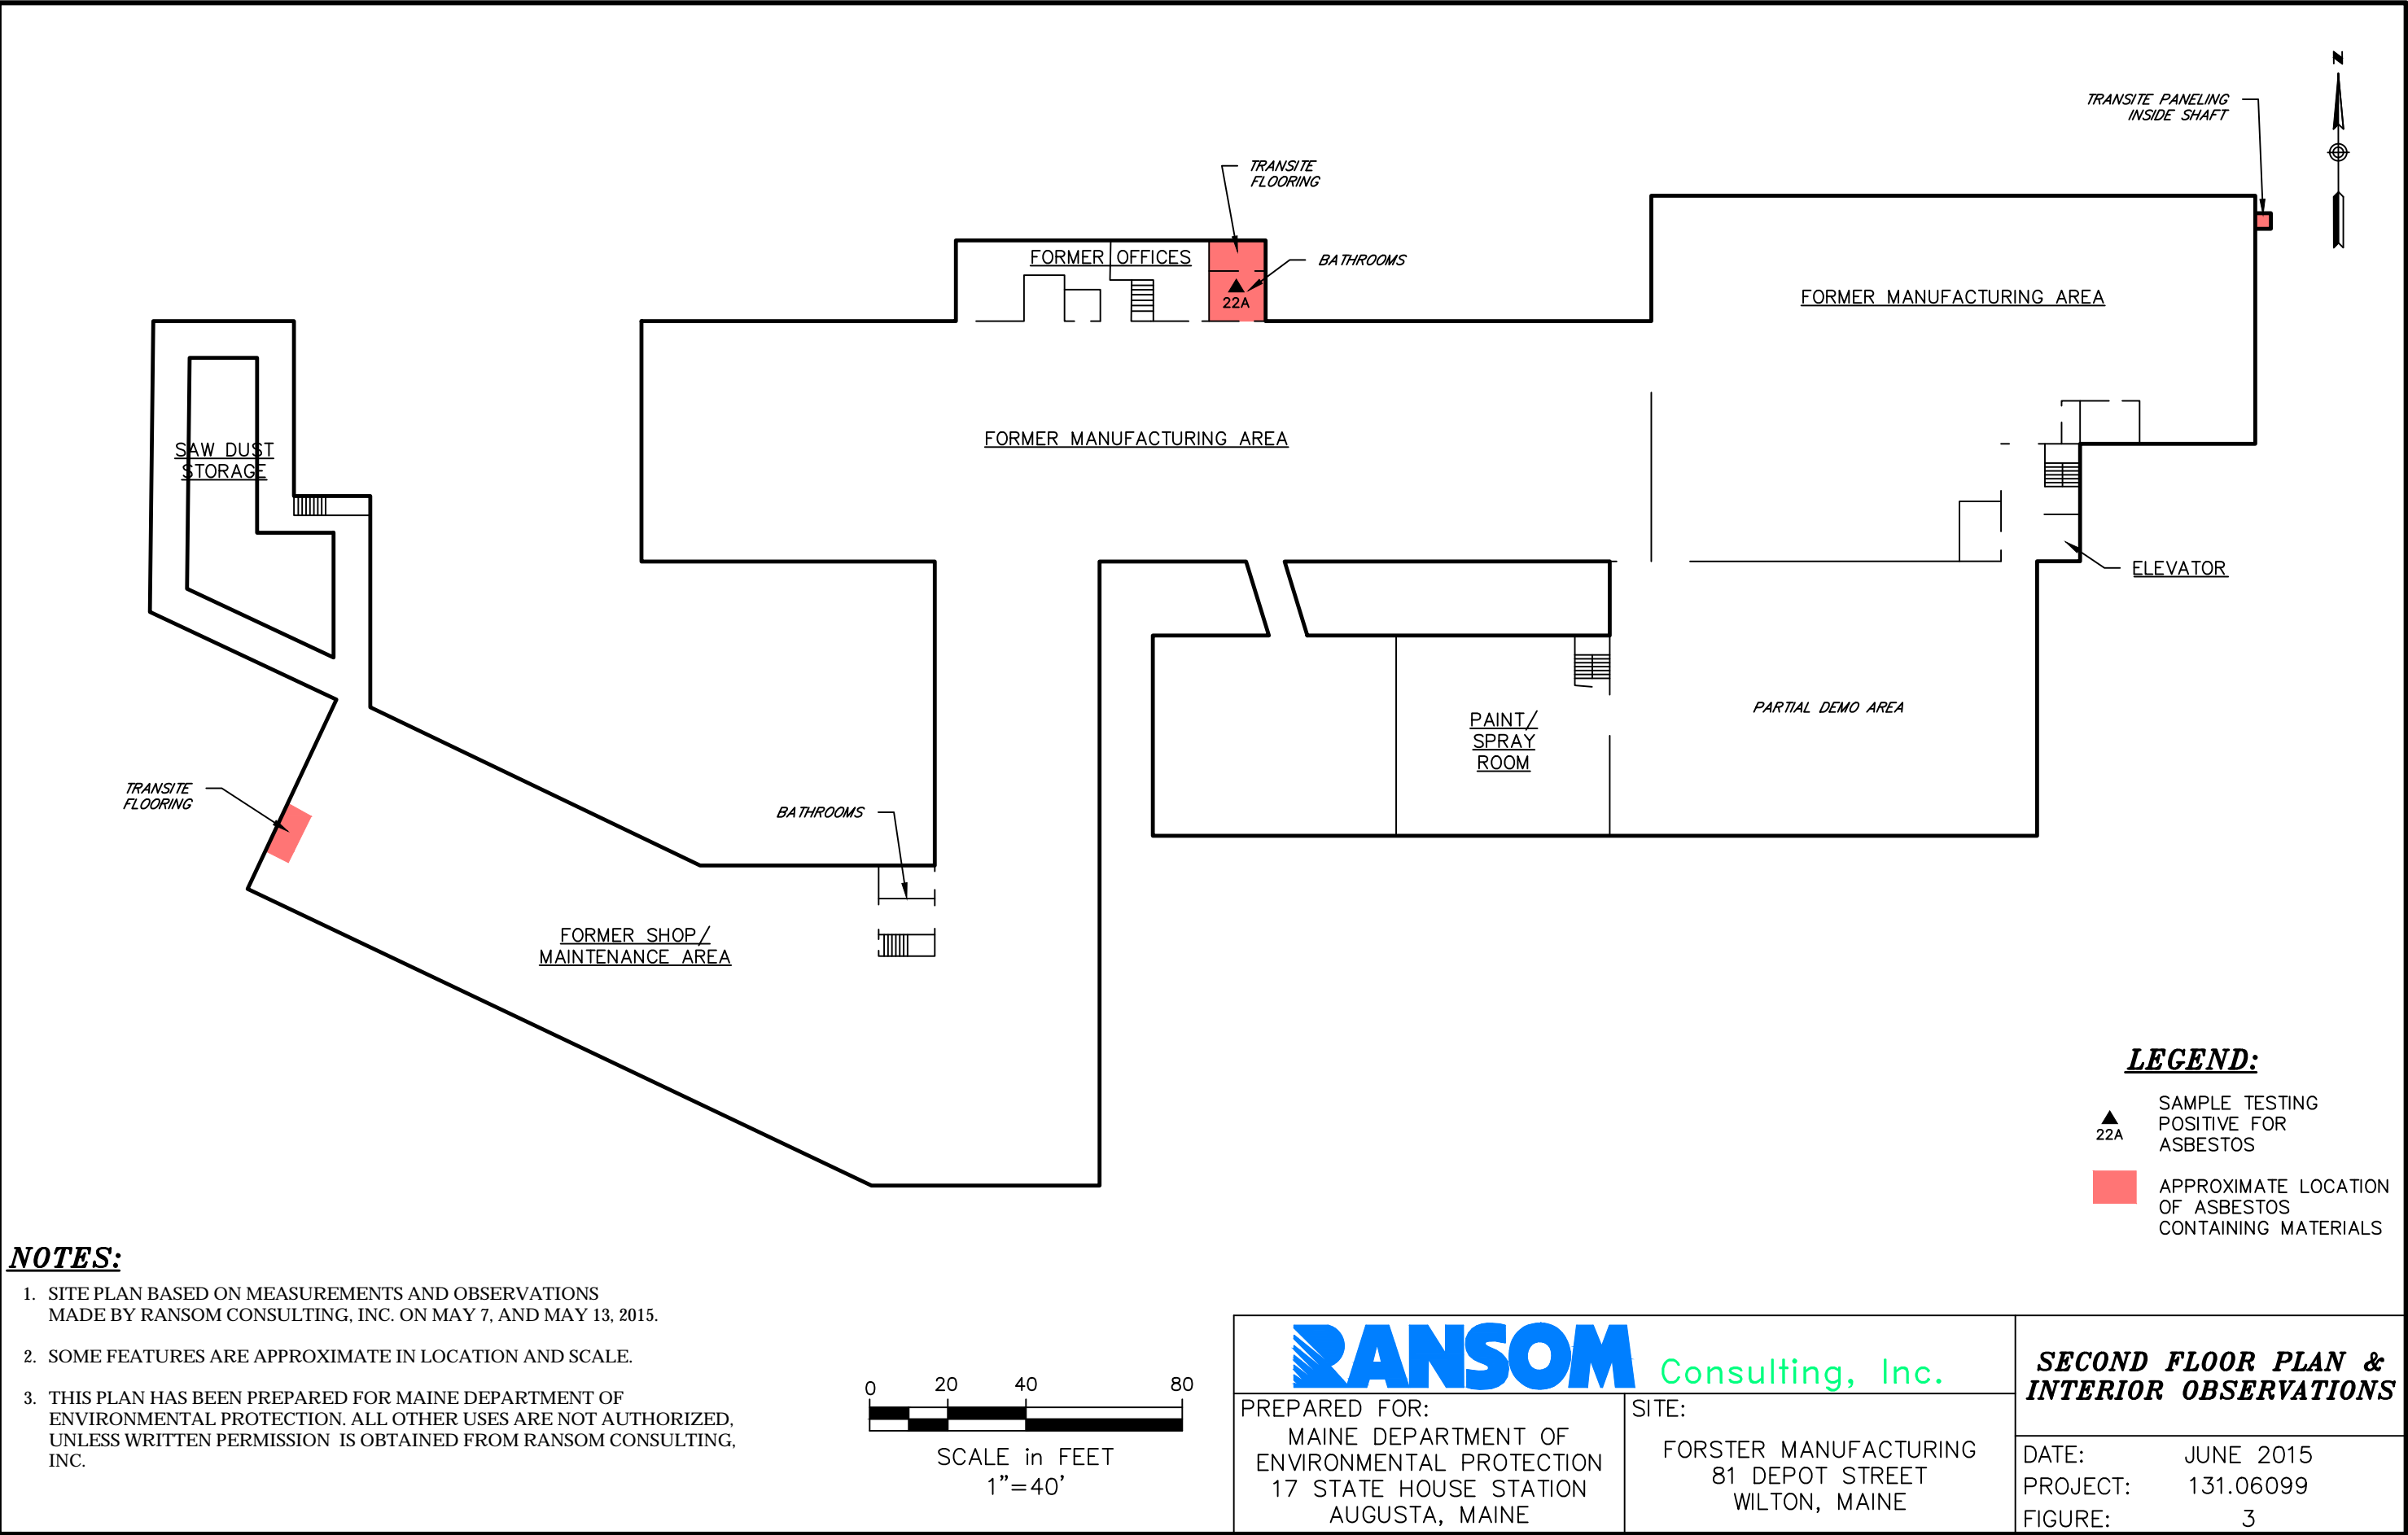 N
TRANSITE PANELING
INSIDE SHAFT
TRANSITE
FLOORING
FORMER OFFICES
BATHROOMS
22A
FORMER MANUFACTURING AREA
SAW DUST
STORAGE
FORMER MANUFACTURING AREA
ELEVATOR
PAINT/
SPRAY
ROOM
PARTIAL DEMO AREA
TRANSITE
FLOORING
BATHROOMS
FORMER SHOP/
MAINTENANCE AREA
LEGEND:
22A
SAMPLE TESTING
POSITIVE FOR
ASBESTOS
APPROXIMATE LOCATION
OF ASBESTOS
CONTAINING MATERIALS
NOTES:
1. SITE PLAN BASED ON MEASUREMENTS AND OBSERVATIONS
MADE BY RANSOM CONSULTING, INC. ON MAY 7, AND MAY 13, 2015.
2. SOME FEATURES ARE APPROXIMATE IN LOCATION AND SCALE.
3. THIS PLAN HAS BEEN PREPARED FOR MAINE DEPARTMENT OF
ENVIRONMENTAL PROTECTION. ALL OTHER USES ARE NOT AUTHORIZED,
UNLESS WRITTEN PERMISSION IS OBTAINED FROM RANSOM CONSULTING,
INC.
0 20 40 80
SCALE in FEET
1"=40'
RANSOM Consulting, Inc.
PREPARED FOR:
MAINE DEPARTMENT OF
ENVIRONMENTAL PROTECTION
17 STATE HOUSE STATION
AUGUSTA, MAINE
SITE:
FORSTER MANUFACTURING
81 DEPOT STREET
WILTON, MAINE
SECOND FLOOR PLAN &
INTERIOR OBSERVATIONS
DATE: JUNE 2015
PROJECT: 131.06099
FIGURE: 3